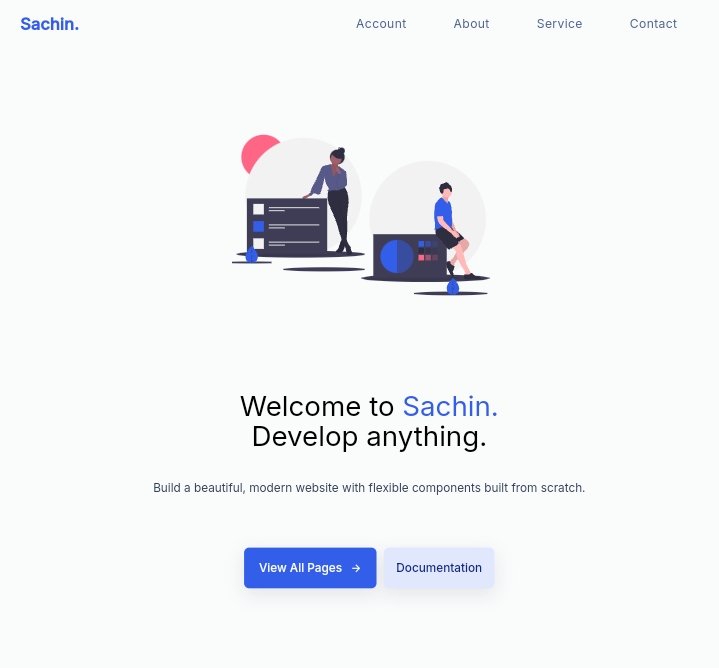 Sachin.
Account
About
Service
Contact
Welcome to Sachin.
Develop anything.
Build a beautiful, modern website with flexible components built from scratch.
View All Pages →
Documentation